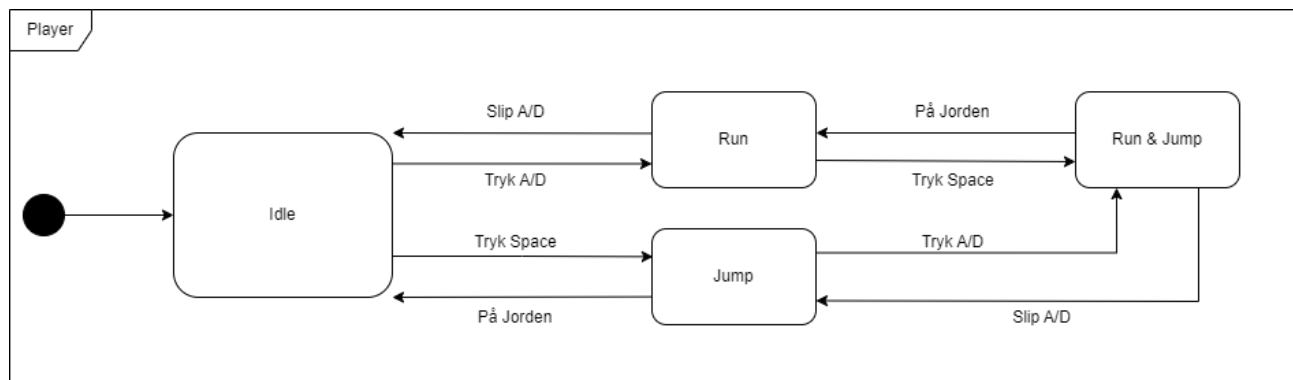 Player
Slip A/D
På Jorden
Run
Run & Jump
Tryk A/D
Tryk Space
Idle
Tryk Space
Tryk A/D
Jump
På Jorden
Slip A/D